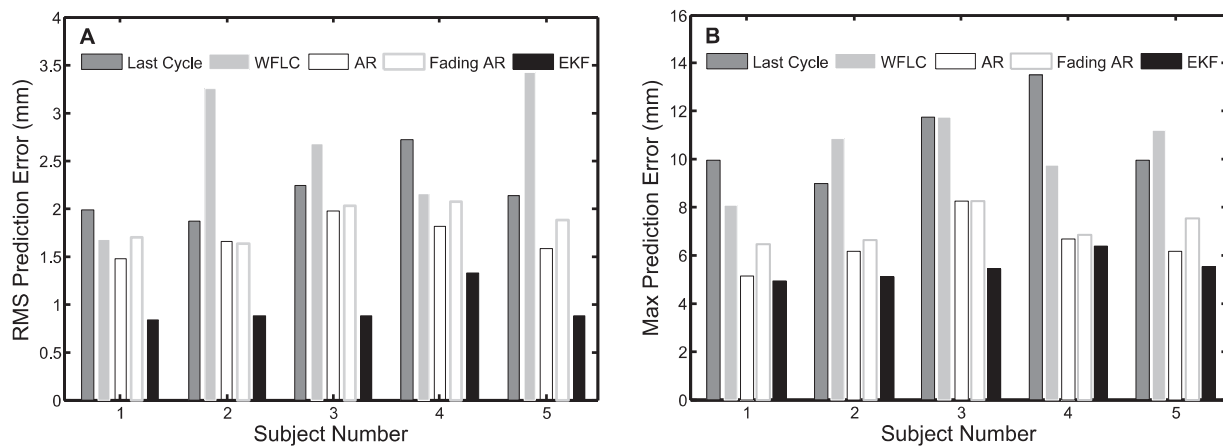 A
Last Cycle WFLC AR Fading AR EKF
4
3.5
3
2.5
2
1.5
1
0.5
0
RMS Prediction Error (mm)
1 2 3 4 5
Subject Number
B
Last Cycle WFLC AR Fading AR EKF
16
14
12
10
8
6
4
2
0
Max Prediction Error (mm)
1 2 3 4 5
Subject Number